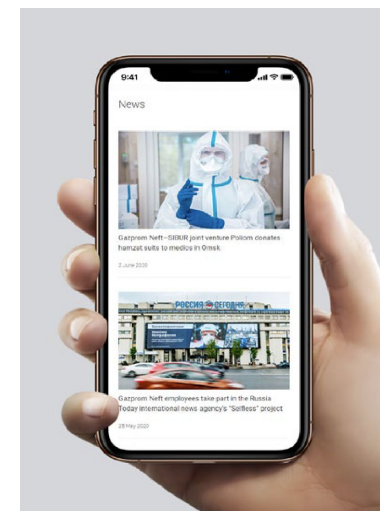 9:41
News
Gazprom Neft–SIBUR joint venture Poliom donates
hamzat suits to medics in Omsk
2 June 2020
РОССИЯ СЕГОДНЯ
Gazprom Neft employees take part in the Russia
Today international news agency's "Selfless" project
28 May 2020